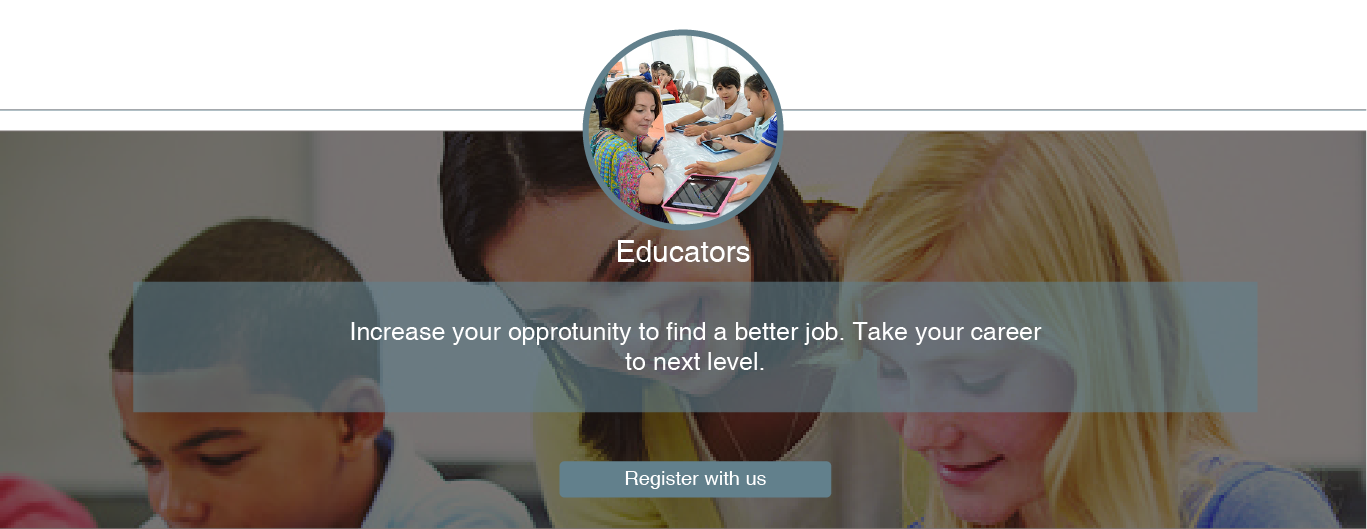 Educators
Increase your opprotunity to find a better job. Take your career
to next level.
Register with us